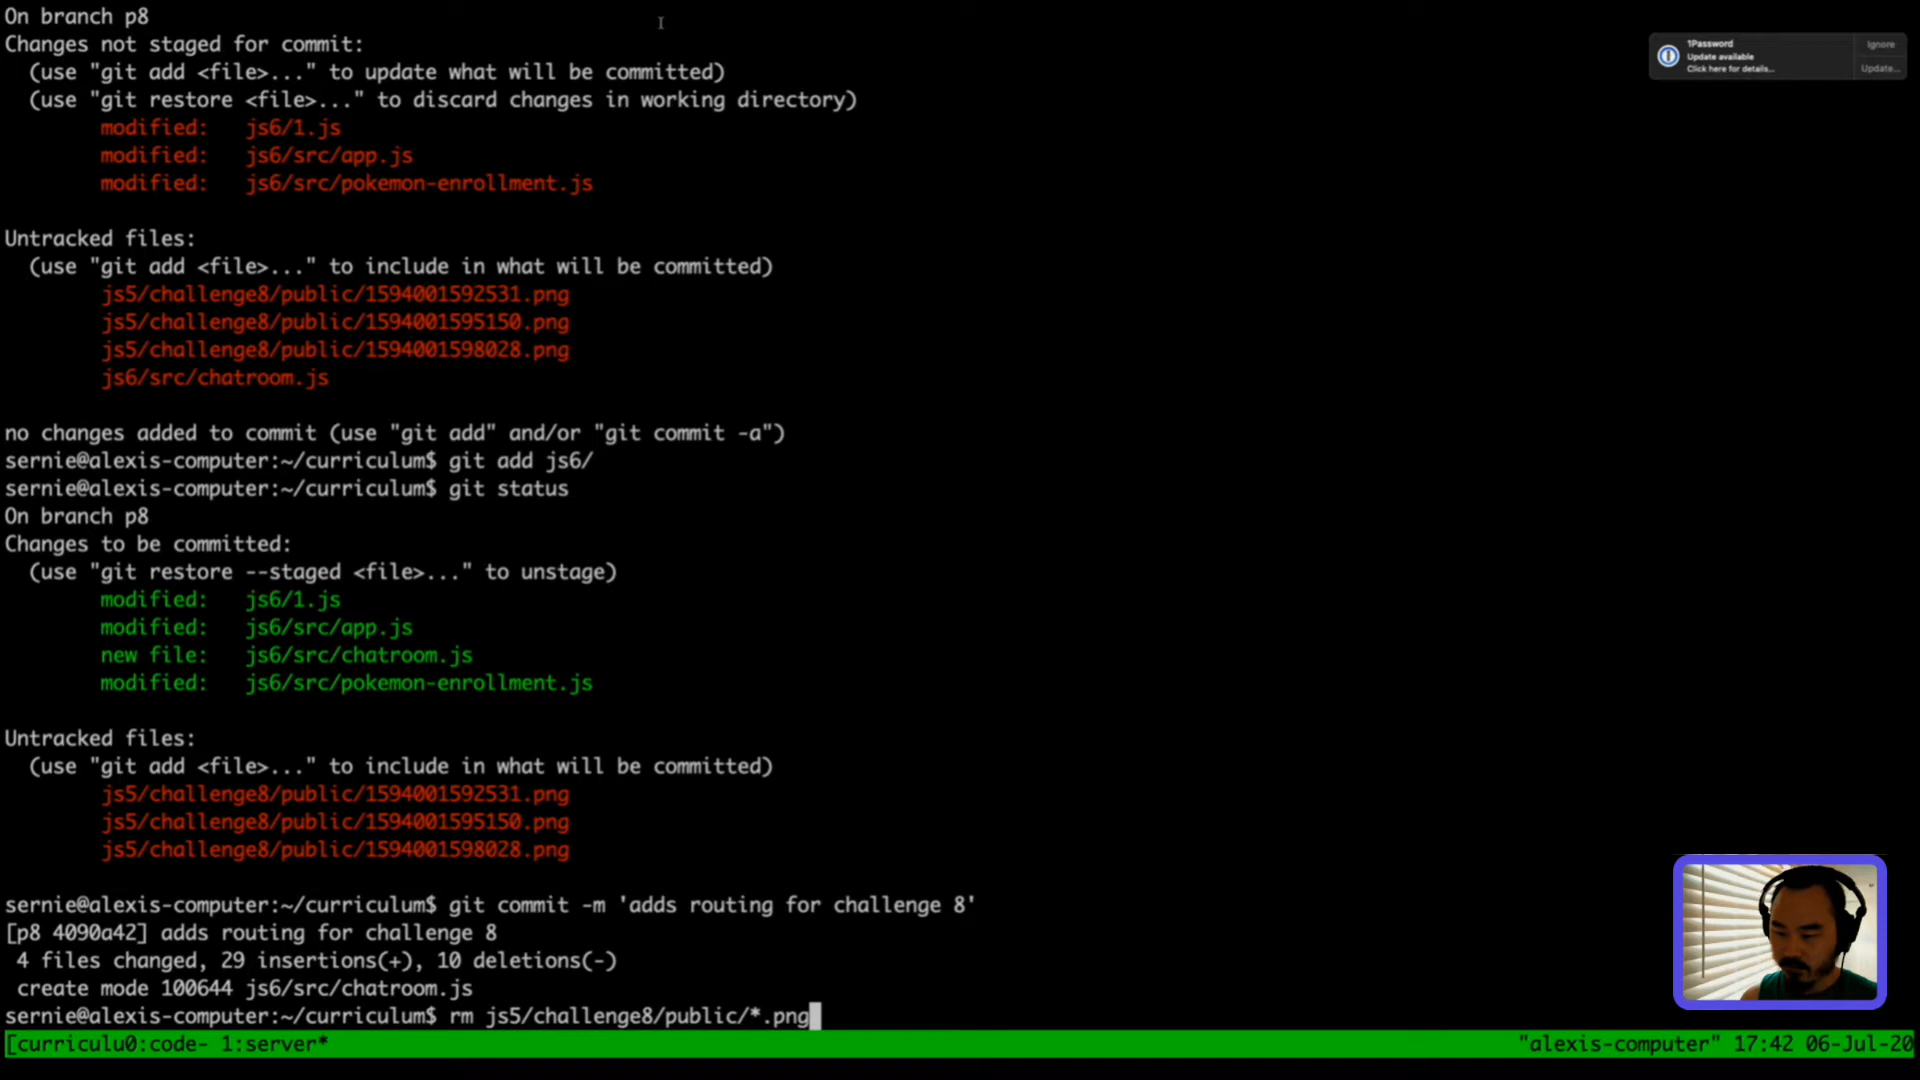 On branch p8
Changes not staged for commit:
  (use "git add <file>..." to update what will be committed)
  (use "git restore <file>..." to discard changes in working directory)
        modified:   js6/1.js
        modified:   js6/src/app.js
        modified:   js6/src/pokemon-enrollment.js

Untracked files:
  (use "git add <file>..." to include in what will be committed)
        js5/challenge8/public/1594001592531.png
        js5/challenge8/public/1594001595150.png
        js5/challenge8/public/1594001598028.png
        js6/src/chatroom.js

no changes added to commit (use "git add" and/or "git commit -a")
sernie@alexis-computer:~/curriculum$ git add js6/
sernie@alexis-computer:~/curriculum$ git status
On branch p8
Changes to be committed:
  (use "git restore --staged <file>..." to unstage)
        modified:   js6/1.js
        modified:   js6/src/app.js
        new file:   js6/src/chatroom.js
        modified:   js6/src/pokemon-enrollment.js

Untracked files:
  (use "git add <file>..." to include in what will be committed)
        js5/challenge8/public/1594001592531.png
        js5/challenge8/public/1594001595150.png
        js5/challenge8/public/1594001598028.png

sernie@alexis-computer:~/curriculum$ git commit -m 'adds routing for challenge 8'
[p8 4090a42] adds routing for challenge 8
 4 files changed, 29 insertions(+), 10 deletions(-)
 create mode 100644 js6/src/chatroom.js
sernie@alexis-computer:~/curriculum$ rm js5/challenge8/public/*.png
[curriculu0:code- 1:server* "alexis-computer" 17:42 06-Jul-20
1Password
Update available
Click here for details...
Ignore
Update...